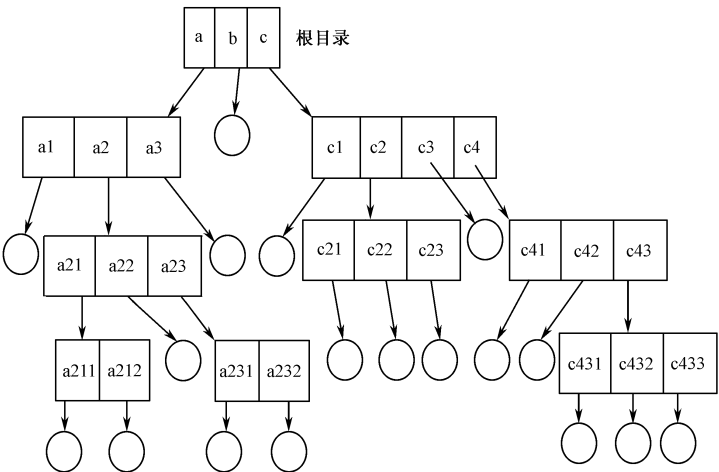 a b c 根目录
a1 a2 a3 c1 c2 c3 c4
a21 a22 a23 c21 c22 c23 c41 c42 c43
a211 a212 a231 a232 c431 c432 c433